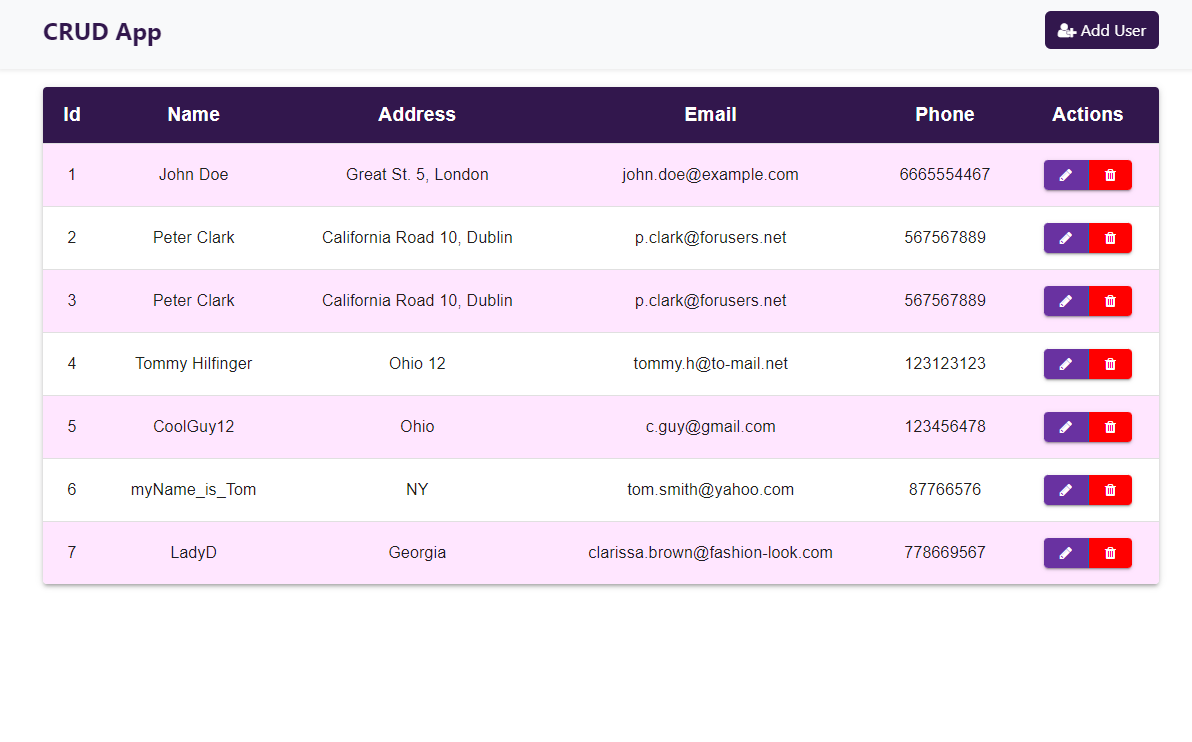 CRUD App
Add User
Id Name Address Email Phone Actions
1 John Doe Great St. 5, London john.doe@example.com 6665554467
2 Peter Clark California Road 10, Dublin p.clark@forusers.net 567567889
3 Peter Clark California Road 10, Dublin p.clark@forusers.net 567567889
4 Tommy Hilfinger Ohio 12 tommy.h@to-mail.net 123123123
5 CoolGuy12 Ohio c.guy@gmail.com 123456478
6 myName_is_Tom NY tom.smith@yahoo.com 87766576
7 LadyD Georgia clarissa.brown@fashion-look.com 778669567